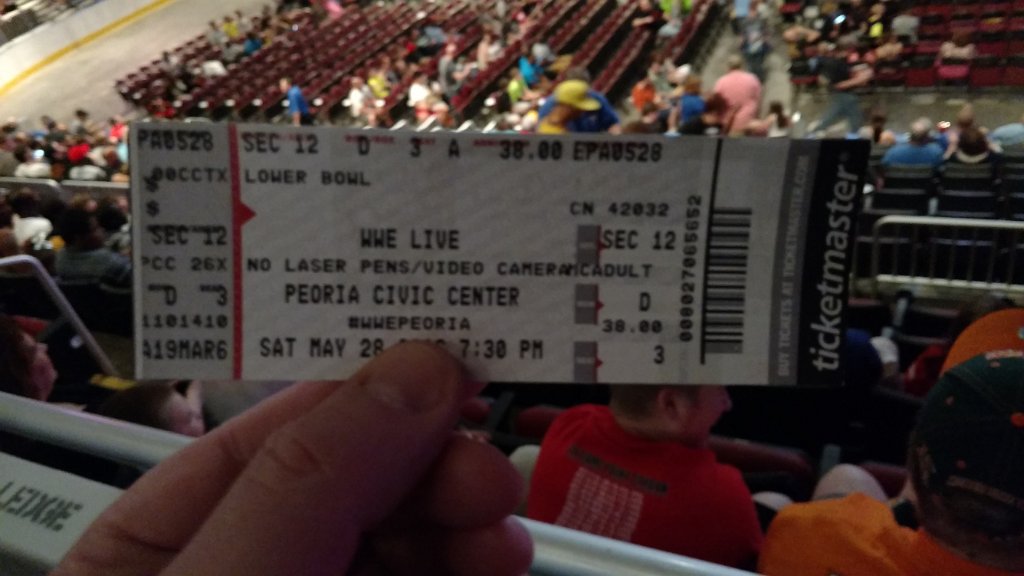 PA0528 SEC 12 D 3 A 38.00 EPA0528
LOWER BOWL
$
SEC 12
PCC 26X
D 3
1101410
A19MAR6
CN 42032
WWE LIVE SEC 12
NO LASER PENS/VIDEO CAMERA MCADULT
PEORIA CIVIC CENTER D
#WWEPEORIA 38.00
SAT MAY 28 7:30 PM 3
ticketmaster